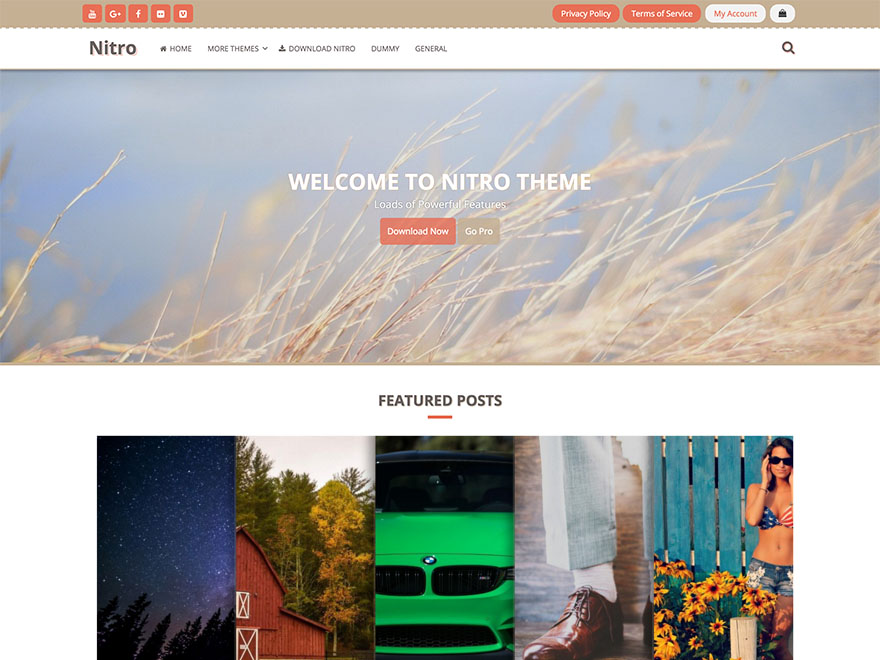 Privacy Policy Terms of Service My Account
Nitro HOME MORE THEMES DOWNLOAD NITRO DUMMY GENERAL
WELCOME TO NITRO THEME
Loads of Powerful Features
Download Now Go Pro
FEATURED POSTS